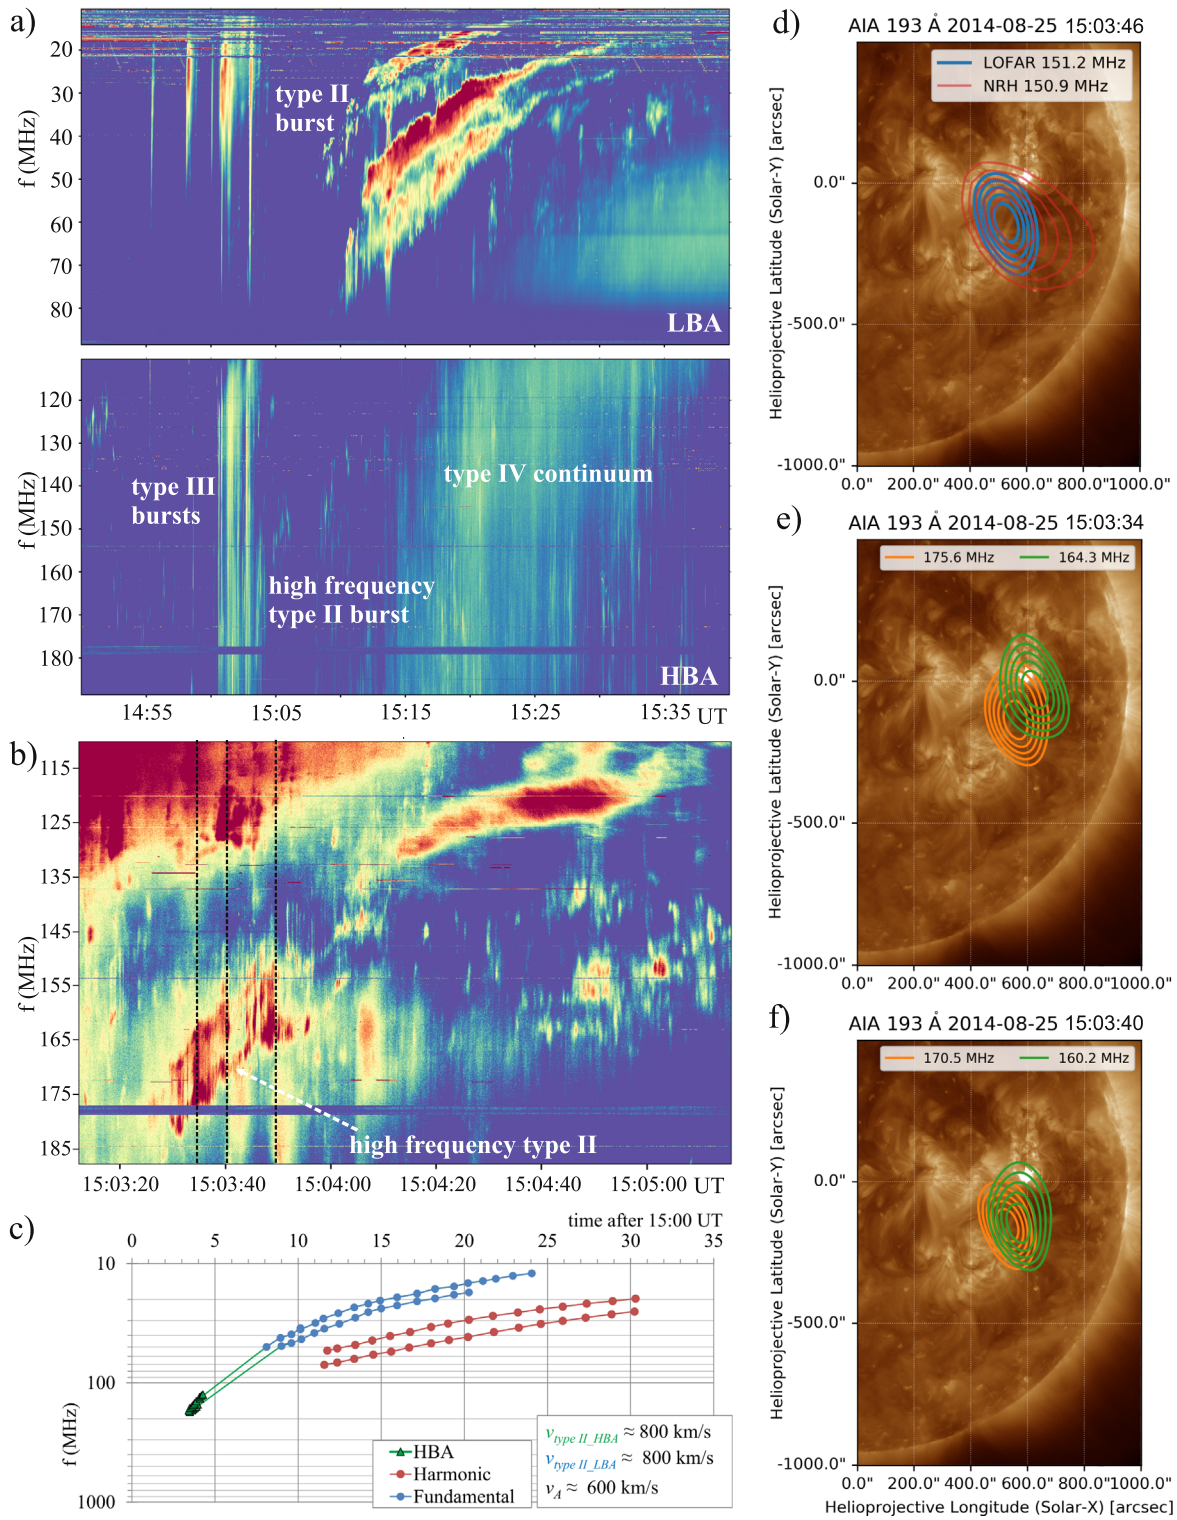 a)
20
30
40
50
60
70
80
f (MHz)
type II
burst
LBA
120
130
140
150
160
170
180
f (MHz)
type III
bursts
type IV continuum
high frequency
type II burst
HBA
14:55
15:05
15:15
15:25
15:35
UT
b)
115
125
135
145
155
165
175
185
f (MHz)
high frequency type II
15:03:20
15:03:40
15:04:00
15:04:20
15:04:40
15:05:00
UT
c)
time after 15:00 UT
0
5
10
15
20
25
30
35
10
100
1000
f (MHz)
HBA
Harmonic
Fundamental
v type II_HBA ≈ 800 km/s
v type II_LBA ≈ 800 km/s
v A ≈ 600 km/s
d)
AIA 193 Å 2014-08-25 15:03:46
LOFAR 151.2 MHz
NRH 150.9 MHz
Helioprojective Latitude (Solar-Y) [arcsec]
0.0"
-500.0"
-1000.0"
0.0"
200.0"
400.0"
600.0"
800.0"
1000.0"
e)
AIA 193 Å 2014-08-25 15:03:34
175.6 MHz
164.3 MHz
Helioprojective Latitude (Solar-Y) [arcsec]
0.0"
-500.0"
-1000.0"
0.0"
200.0"
400.0"
600.0"
800.0"
1000.0"
f)
AIA 193 Å 2014-08-25 15:03:40
170.5 MHz
160.2 MHz
Helioprojective Latitude (Solar-Y) [arcsec]
0.0"
-500.0"
-1000.0"
0.0"
200.0"
400.0"
600.0"
800.0"
1000.0"
Helioprojective Longitude (Solar-X) [arcsec]